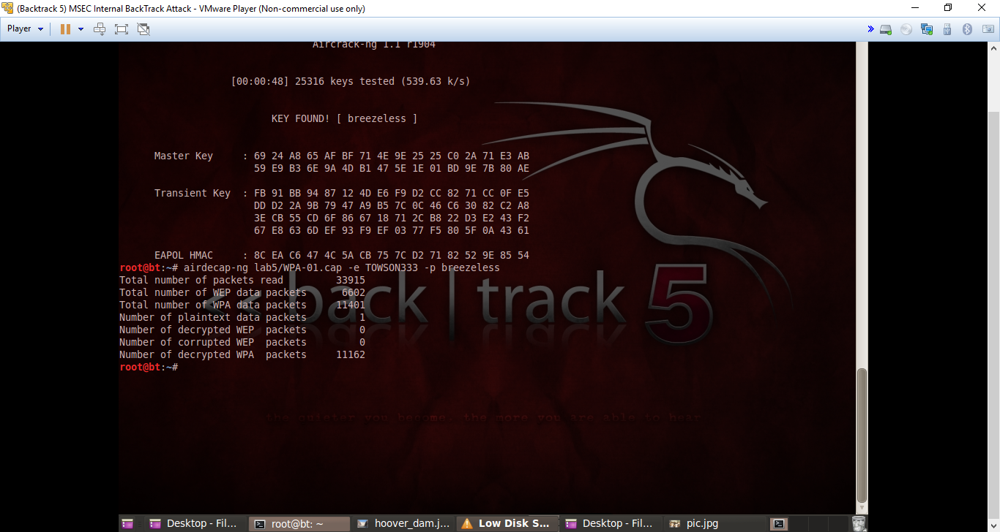 (Backtrack 5) MSEC Internal BackTrack Attack - VMware Player (Non-commercial use only)
Player
Aircrack-ng 1.1 r1904
[00:00:48] 25316 keys tested (539.63 k/s)
KEY FOUND! [ breezeless ]
Master Key : 69 24 A8 65 AF BF 71 4E 9E 25 25 C0 2A 71 E3 AB
59 E9 B3 6E 9A 4D B1 47 5E 1E 01 BD 9E 7B 80 AE
Transient Key : FB 91 BB 94 87 12 4D E6 F9 D2 CC 82 71 CC 0F E5
DD D2 2A 9B 79 47 A9 B5 7C 0C 46 C6 30 82 C2 A8
3E CB 55 CD 6F 86 67 18 71 2C B8 22 D3 E2 43 F2
67 E8 63 6D EF 93 F9 EF 03 77 F5 80 5F 0A 43 61
EAPOL HMAC : 8C EA C6 47 4C 5A CB 75 7C D2 71 82 52 9E 85 54
root@bt:~# airdecap-ng lab5/WPA-01.cap -e TOWSON333 -p breezeless
Total number of packets read 33915
Total number of WEP data packets 6602
Total number of WPA data packets 11401
Number of plaintext data packets 1
Number of decrypted WEP packets 0
Number of corrupted WEP packets 0
Number of decrypted WPA packets 11162
root@bt:~#
<< back | track 5
the quieter you become, the more you are able to hear
Desktop - Fil...
root@bt: ~
hoover_dam.j...
Low Disk S...
Desktop - Fil...
pic.jpg